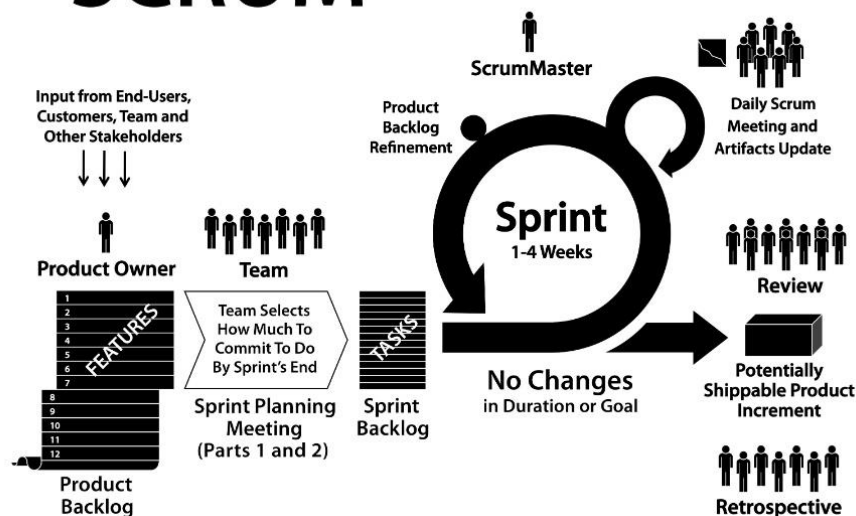 SCRUM
ScrumMaster
Input from End-Users,
Customers, Team and
Other Stakeholders
Product
Backlog
Refinement
Daily Scrum
Meeting and
Artifacts Update
Product Owner
Team
Sprint
1-4 Weeks
Review
1
2
3
4
5
6
7
FEATURES
8
9
10
11
12
Team Selects
How Much To
Commit To Do
By Sprint's End
TASKS
No Changes
in Duration or Goal
Potentially
Shippable Product
Increment
Sprint Planning
Meeting
(Parts 1 and 2)
Sprint
Backlog
Product
Backlog
Retrospective